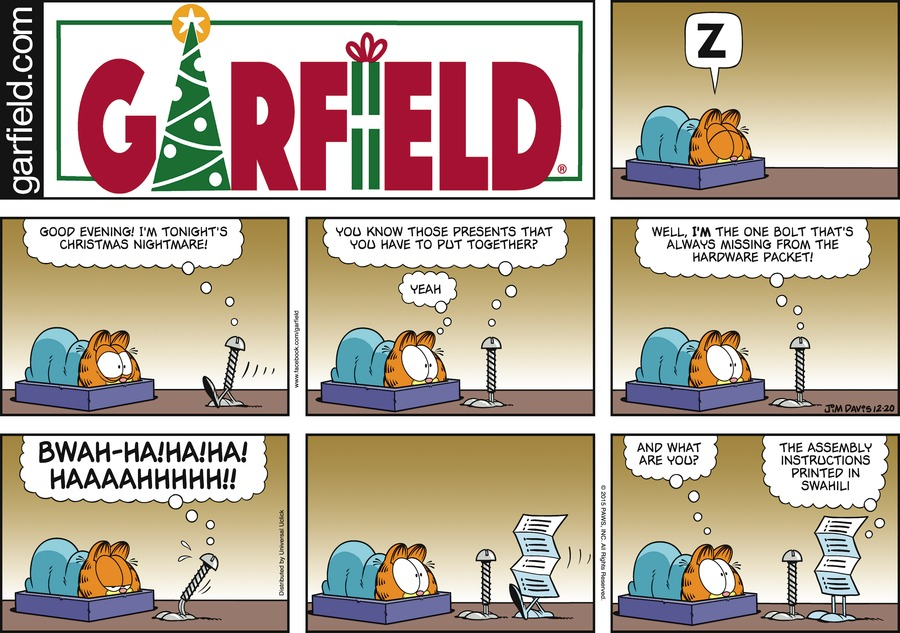 garfield.com
GARFIELD®
Z
GOOD EVENING! I'M TONIGHT'S
CHRISTMAS NIGHTMARE!
www.facebook.com/garfield
YOU KNOW THOSE PRESENTS THAT
YOU HAVE TO PUT TOGETHER?
YEAH
WELL, I'M THE ONE BOLT THAT'S
ALWAYS MISSING FROM THE
HARDWARE PACKET!
JIM DAVIS 12-20
BWAH-HA!HA!HA!
HAAAAHHHHH!!
Distributed by Universal Uclick
© 2015 PAWS, INC. All Rights Reserved.
AND WHAT
ARE YOU?
THE ASSEMBLY
INSTRUCTIONS
PRINTED IN
SWAHILI